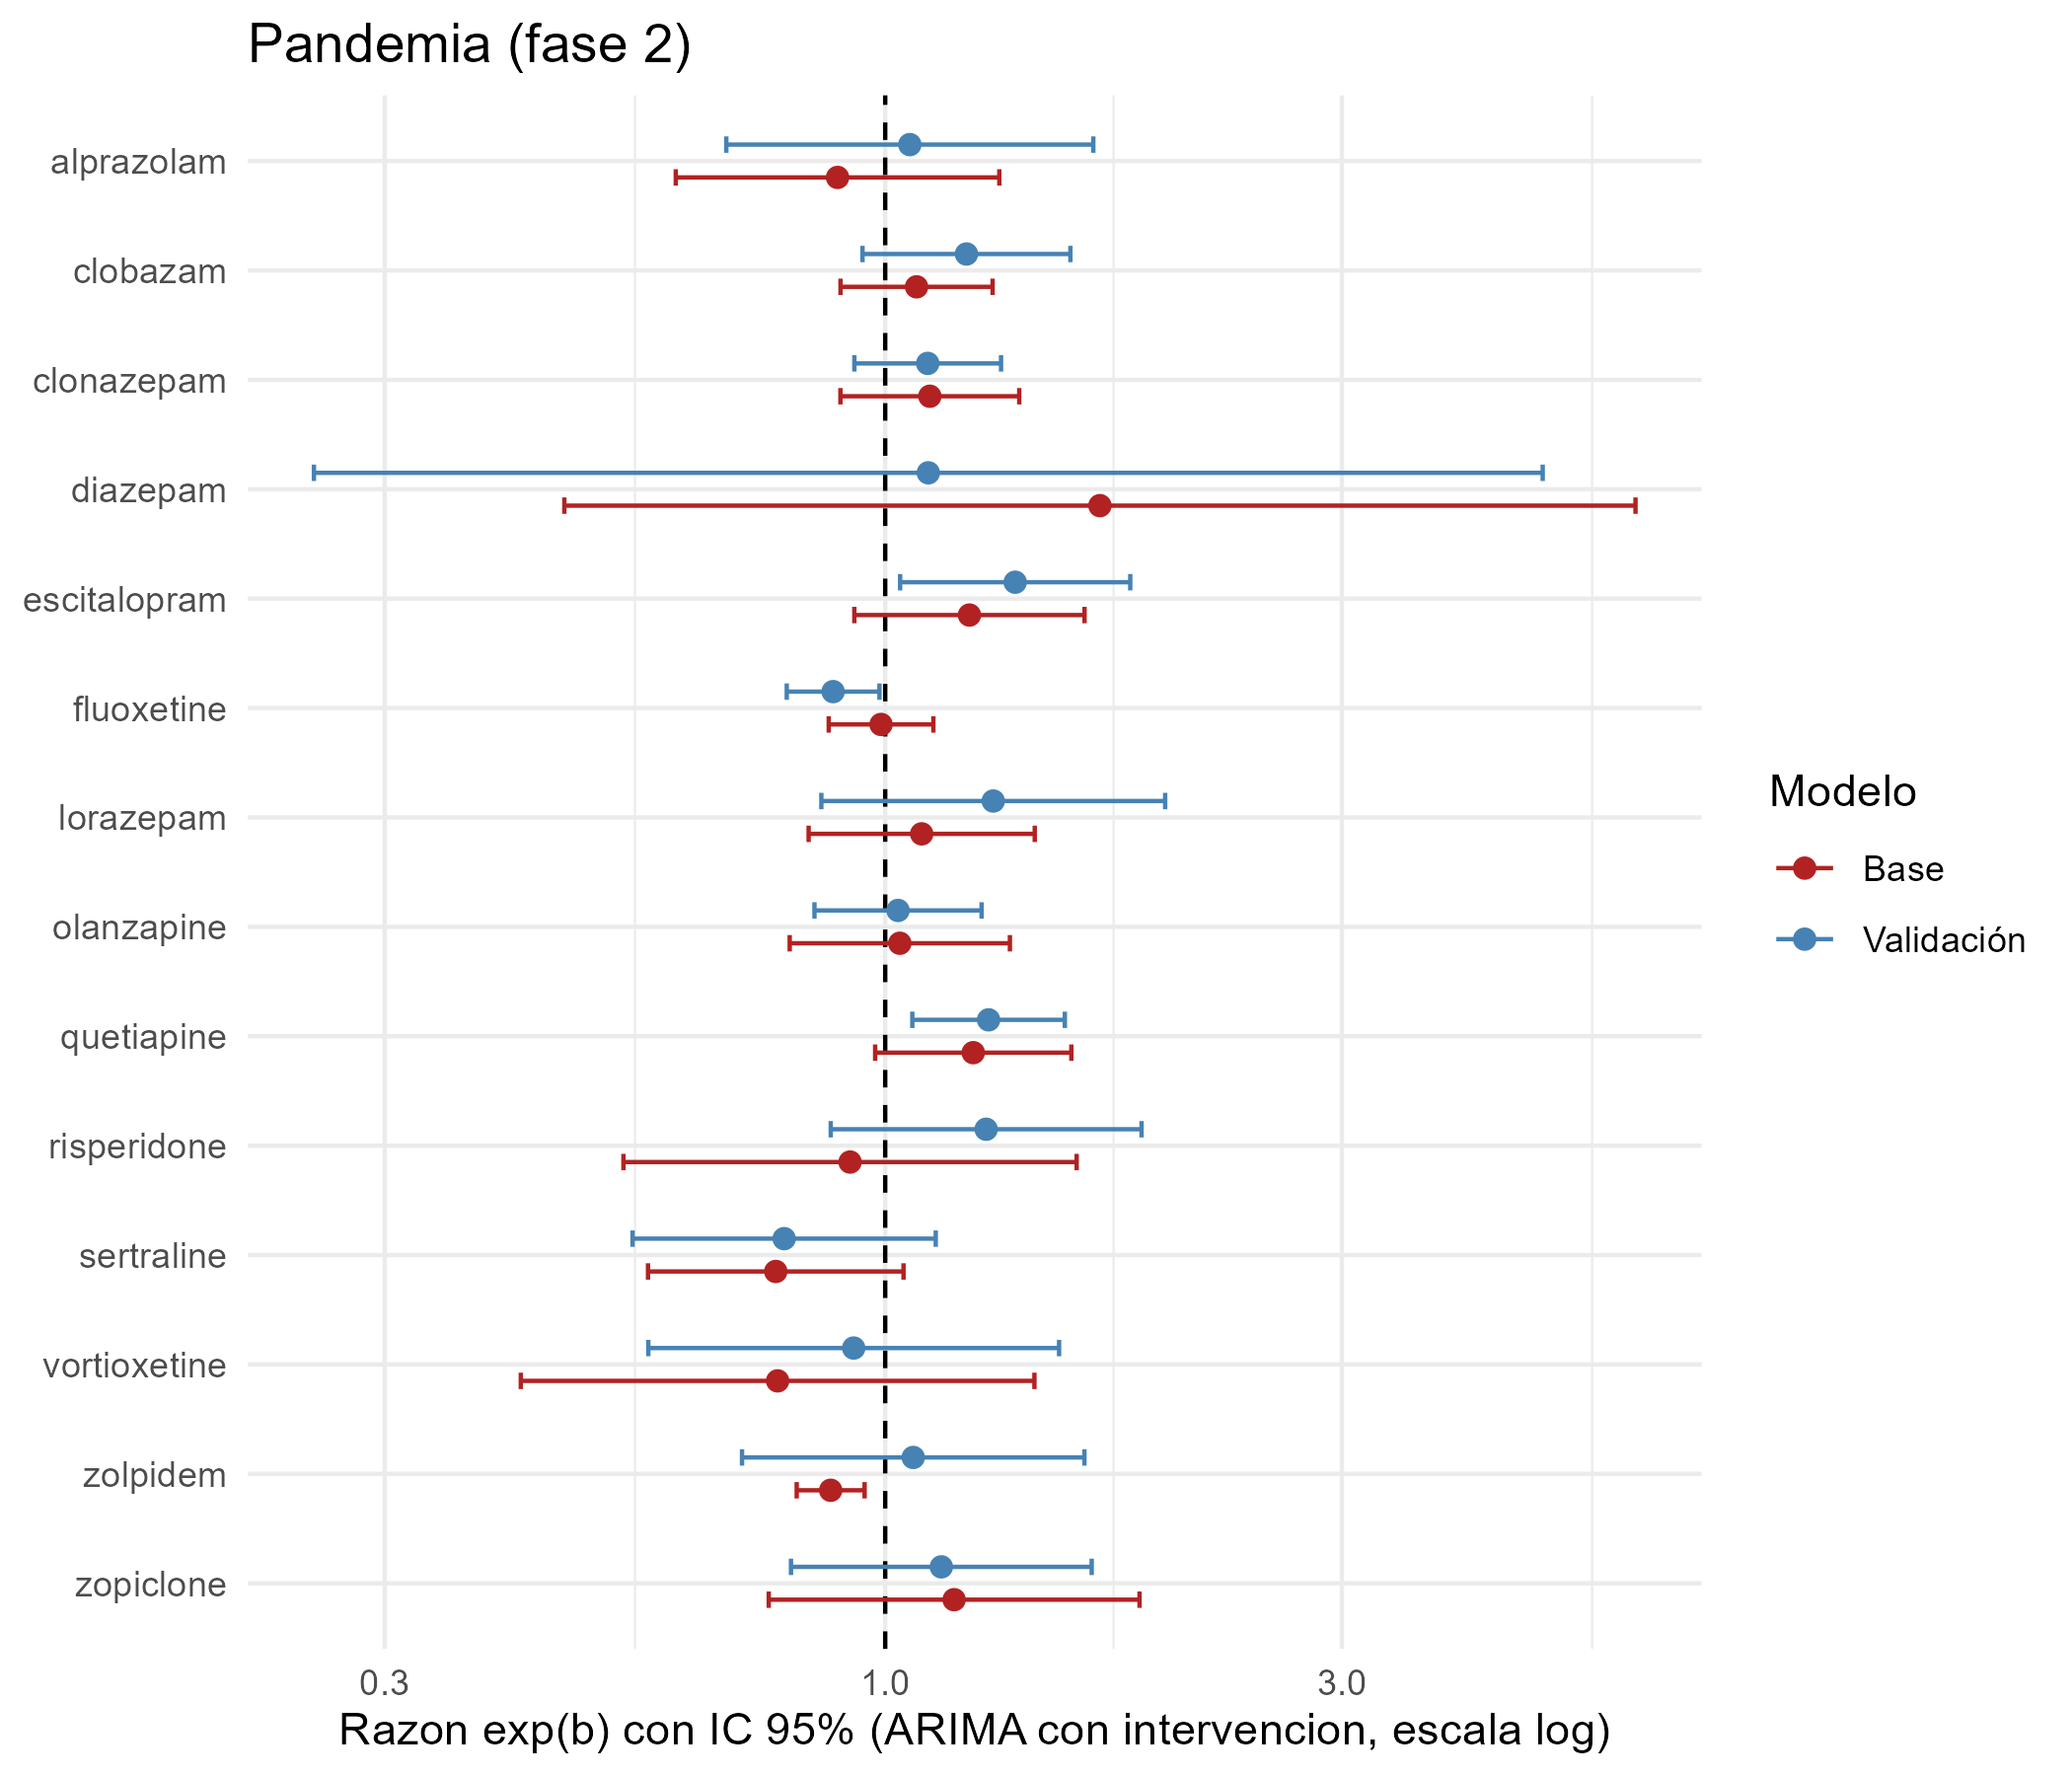 Pandemia (fase 2)
alprazolam
clobazam
clonazepam
diazepam
escitalopram
fluoxetine
lorazepam
olanzapine
quetiapine
risperidone
sertraline
vortioxetine
zolpidem
zopiclone
0.3 1.0 3.0
Razon exp(b) con IC 95% (ARIMA con intervencion, escala log)
Modelo
Base
Validación